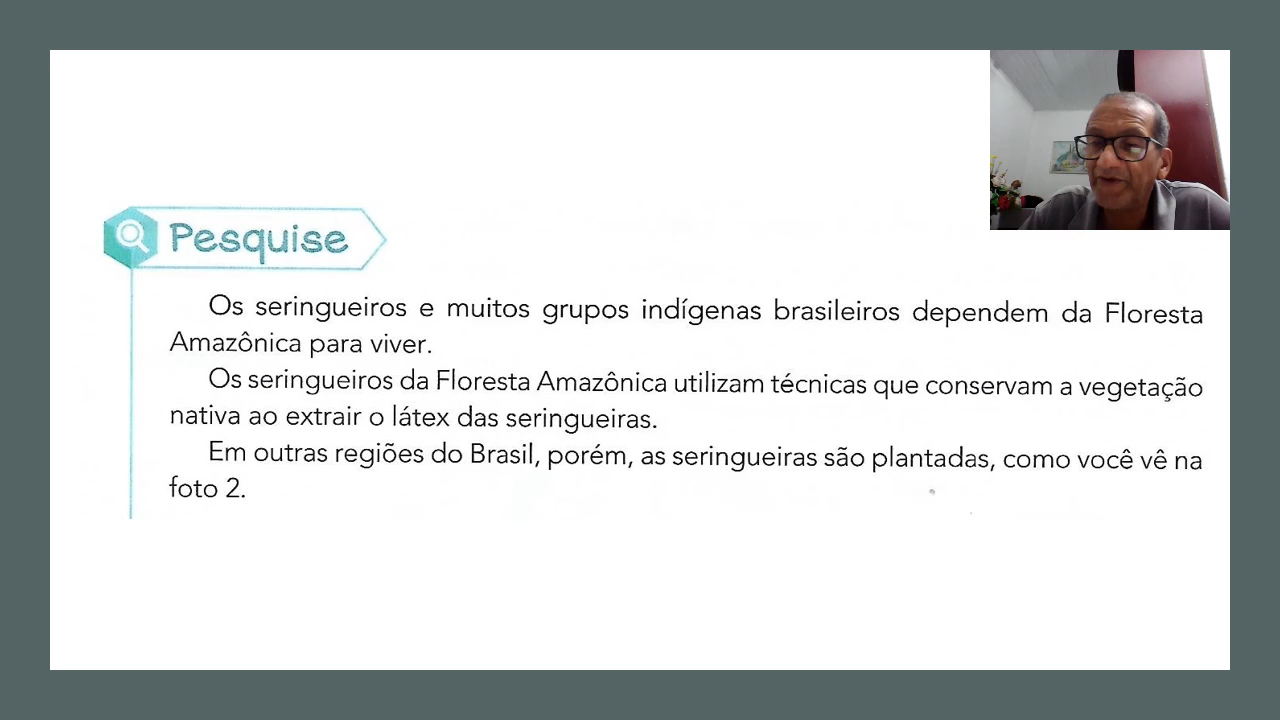 Pesquise
Os seringueiros e muitos grupos indígenas brasileiros dependem da Floresta
Amazônica para viver.
Os seringueiros da Floresta Amazônica utilizam técnicas que conservam a vegetação
nativa ao extrair o látex das seringueiras.
Em outras regiões do Brasil, porém, as seringueiras são plantadas, como você vê na
foto 2.